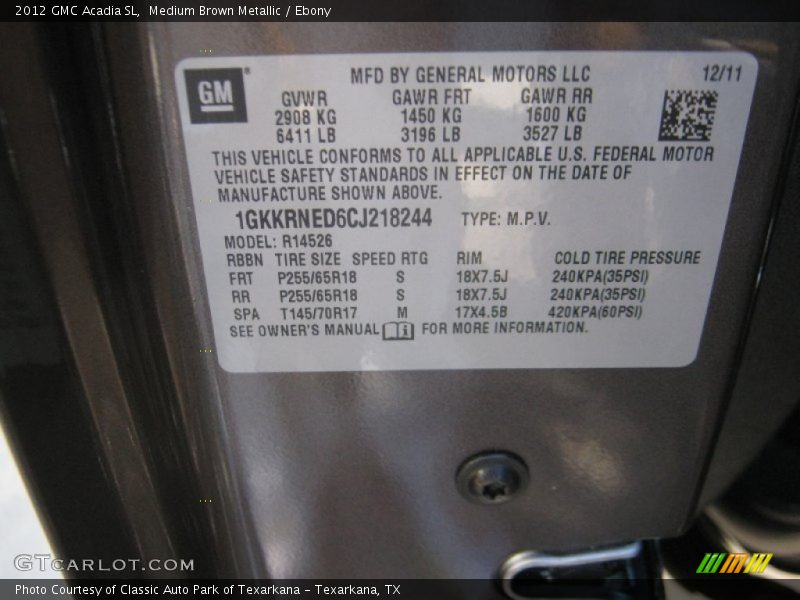 2012 GMC Acadia SL, Medium Brown Metallic / Ebony
GM®
MFD BY GENERAL MOTORS LLC 12/11
GVWR GAWR FRT GAWR RR
2908 KG 1450 KG 1600 KG
6411 LB 3196 LB 3527 LB
THIS VEHICLE CONFORMS TO ALL APPLICABLE U.S. FEDERAL MOTOR
VEHICLE SAFETY STANDARDS IN EFFECT ON THE DATE OF
MANUFACTURE SHOWN ABOVE.
1GKKRNED6CJ218244 TYPE: M.P.V.
MODEL: R14526
RBBN TIRE SIZE SPEED RTG RIM COLD TIRE PRESSURE
FRT P255/65R18 S 18X7.5J 240KPA(35PSI)
RR P255/65R18 S 18X7.5J 240KPA(35PSI)
SPA T145/70R17 M 17X4.5B 420KPA(60PSI)
SEE OWNER'S MANUAL i FOR MORE INFORMATION.
GTCARLOT.COM
Photo Courtesy of Classic Auto Park of Texarkana - Texarkana, TX